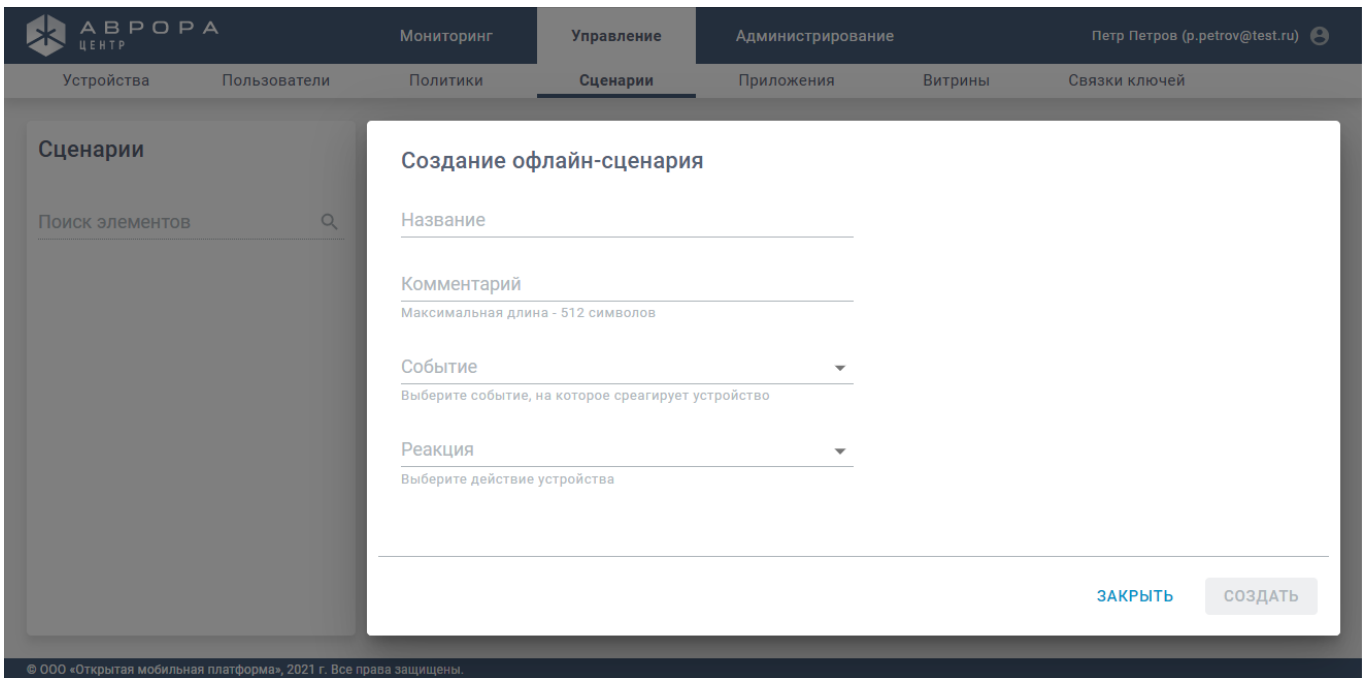 АВРОРА
ЦЕНТР
Мониторинг Управление Администрирование Петр Петров (p.petrov@test.ru)
Устройства Пользователи Политики Сценарии Приложения Витрины Связки ключей
Сценарии
Поиск элементов
Создание офлайн-сценария
Название
Комментарий
Максимальная длина - 512 символов
Событие
Выберите событие, на которое среагирует устройство
Реакция
Выберите действие устройства
ЗАКРЫТЬ СОЗДАТЬ
© ООО «Открытая мобильная платформа», 2021 г. Все права защищены.